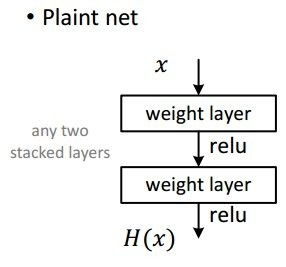 • Plaint net
x
weight layer
any two
stacked layers
relu
weight layer
relu
H(x)